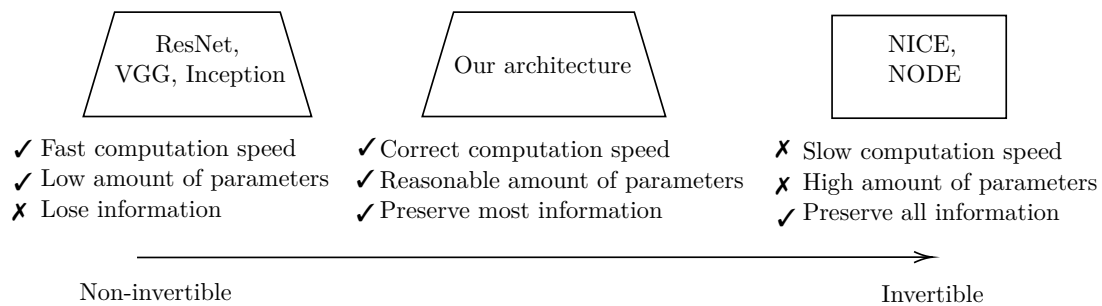 ResNet,
VGG, Inception
✓ Fast computation speed
✓ Low amount of parameters
✗ Lose information
Our architecture
✓ Correct computation speed
✓ Reasonable amount of parameters
✓ Preserve most information
NICE,
NODE
✗ Slow computation speed
✗ High amount of parameters
✓ Preserve all information
Non-invertible
Invertible